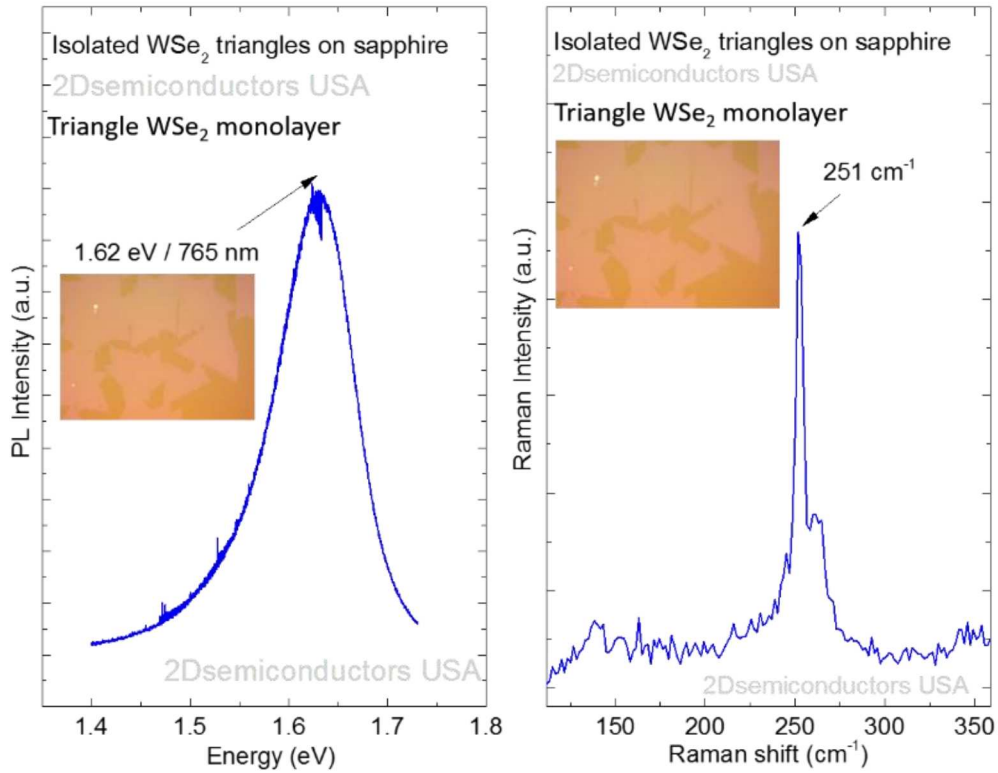 Isolated WSe₂ triangles on sapphire
2Dsemiconductors USA
Triangle WSe₂ monolayer
1.62 eV / 765 nm
PL Intensity (a.u.)
2Dsemiconductors USA
1.4 1.5 1.6 1.7 1.8
Energy (eV)
Isolated WSe₂ triangles on sapphire
2Dsemiconductors USA
Triangle WSe₂ monolayer
251 cm⁻¹
Raman Intensity (a.u.)
2Dsemiconductors USA
150 200 250 300 350
Raman shift (cm⁻¹)